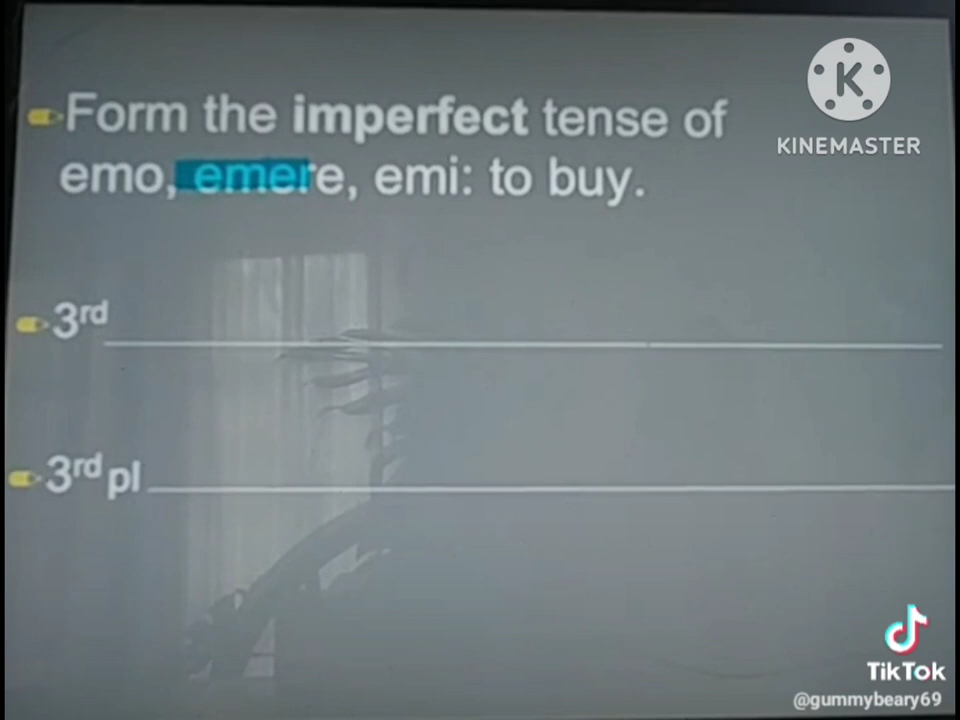 Form the imperfect tense of
emo, emere, emi: to buy.
3rd
3rd pl
K
KINEMASTER
TikTok
@gummybeary69